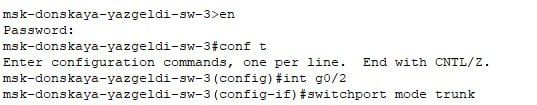 msk-donskaya-yazgeldi-sw-3>en
Password:
msk-donskaya-yazgeldi-sw-3#conf t
Enter configuration commands, one per line.  End with CNTL/Z.
msk-donskaya-yazgeldi-sw-3(config)#int g0/2
msk-donskaya-yazgeldi-sw-3(config-if)#switchport mode trunk